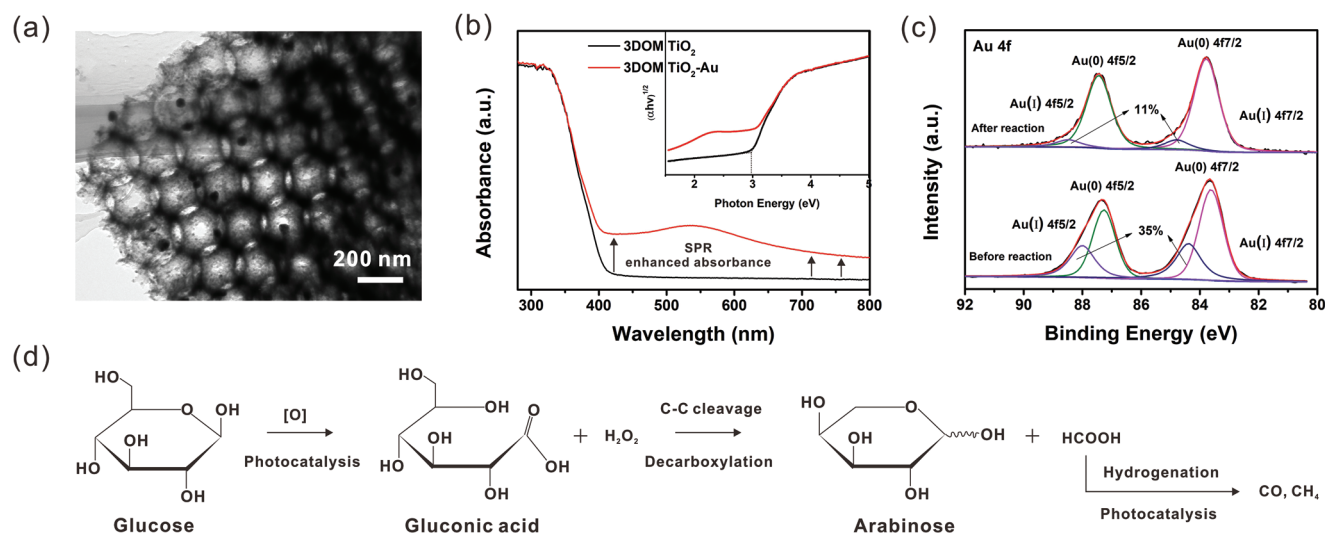 (a)
200 nm
(b)
3DOM TiO₂
3DOM TiO₂-Au
Absorbance (a.u.)
(αhν)^1/2
2
3
4
5
Photon Energy (eV)
SPR
enhanced absorbance
300
400
500
600
700
800
Wavelength (nm)
(c)
Au 4f
Au(0) 4f7/2
Au(0) 4f5/2
Au(I) 4f5/2
11%
Au(I) 4f7/2
After reaction
Au(0) 4f7/2
Au(0) 4f5/2
Au(I) 4f5/2
35%
Au(I) 4f7/2
Before reaction
Intensity (a.u.)
92
90
88
86
84
82
80
Binding Energy (eV)
(d)
HO
O
OH
OH
HO
OH
Glucose
[O]
Photocatalysis
HO
OH
O
OH
HO
OH
OH
Gluconic acid
+
H₂O₂
C-C cleavage
Decarboxylation
HO
O
OH
OH
OH
Arabinose
+
HCOOH
Hydrogenation
Photocatalysis
CO, CH₄